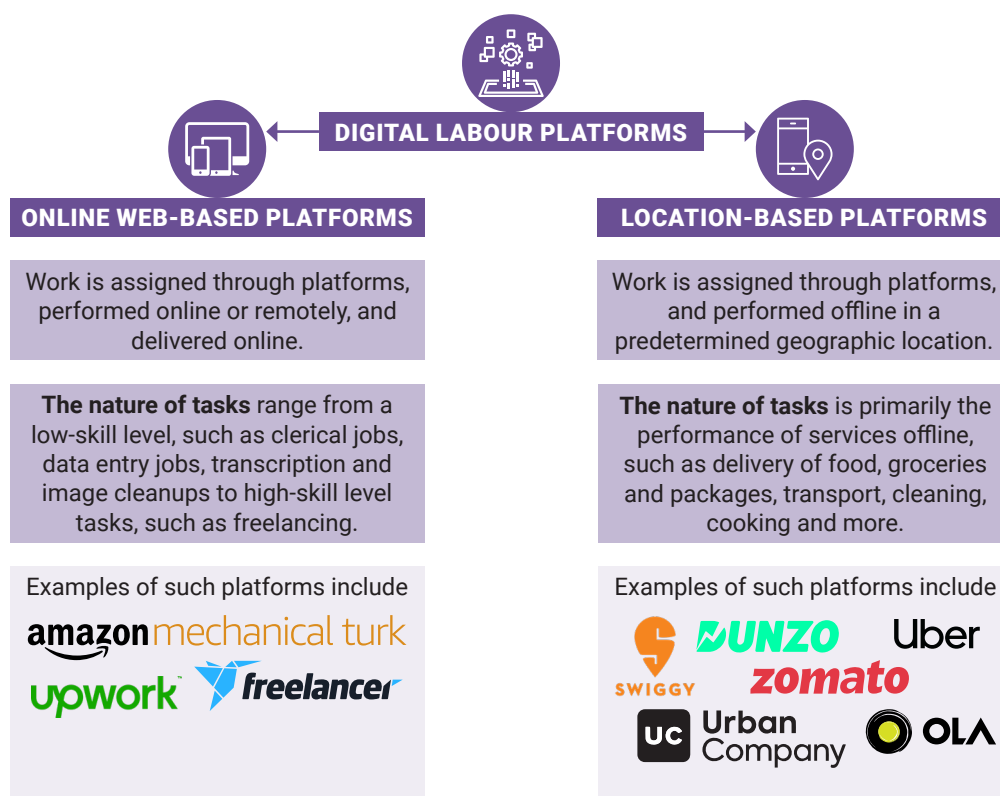 DIGITAL LABOUR PLATFORMS
ONLINE WEB-BASED PLATFORMS
Work is assigned through platforms,
performed online or remotely, and
delivered online.
The nature of tasks range from a
low-skill level, such as clerical jobs,
data entry jobs, transcription and
image cleanups to high-skill level
tasks, such as freelancing.
Examples of such platforms include
amazon mechanical turk
upwork™ freelancer
LOCATION-BASED PLATFORMS
Work is assigned through platforms,
and performed offline in a
predetermined geographic location.
The nature of tasks is primarily the
performance of services offline,
such as delivery of food, groceries
and packages, transport, cleaning,
cooking and more.
Examples of such platforms include
SWIGGY
DUNZO Uber
zomato
UC Urban
Company
OLA